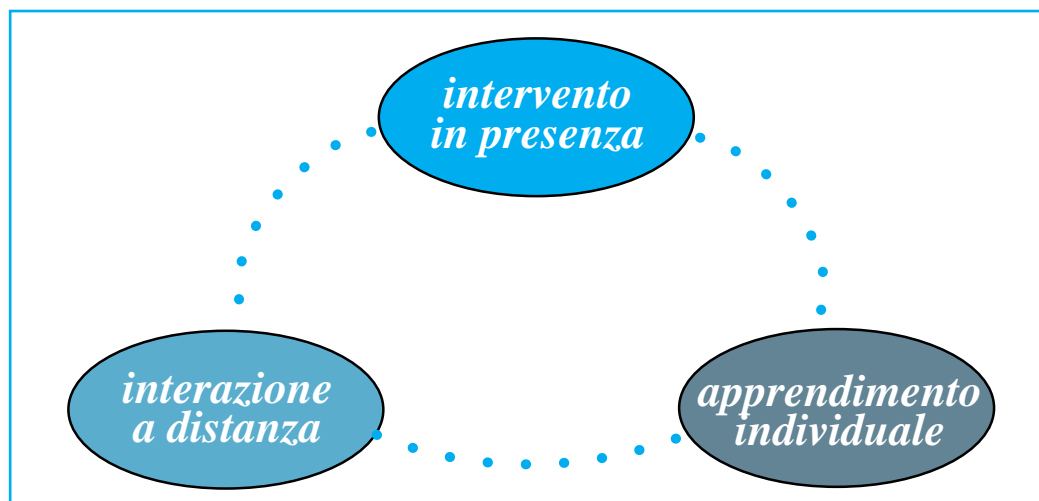 intervento
in presenza
interazione
a distanza
apprendimento
individuale